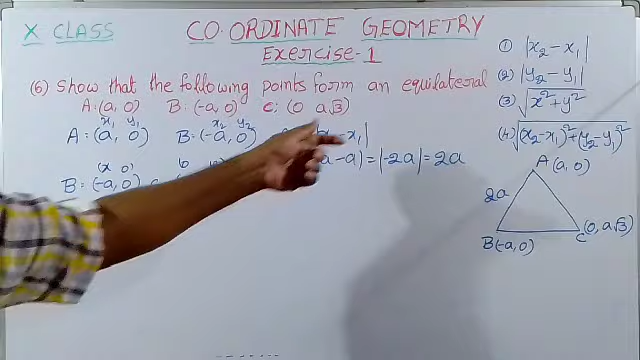 X CLASS
CO-ORDINATE GEOMETRY
Exercise-1
(6) Show that the following points form an equilateral
A:(a, 0) B:(-a, 0) C:(0 a√3)
x₁ y₁ x₂ y₂
A:(a, 0) B:(-a, 0) - x₁|
- a) = |-2a| = 2a
B:(-a, 0)
① |x₂ - x₁|
(2) |y₂ - y₁|
(3) √x² + y²
(4) √(x₂ - x₁)² + (y₂ - y₁)²
A (a, 0)
2a
B(-a, 0)
C (0, a√3)